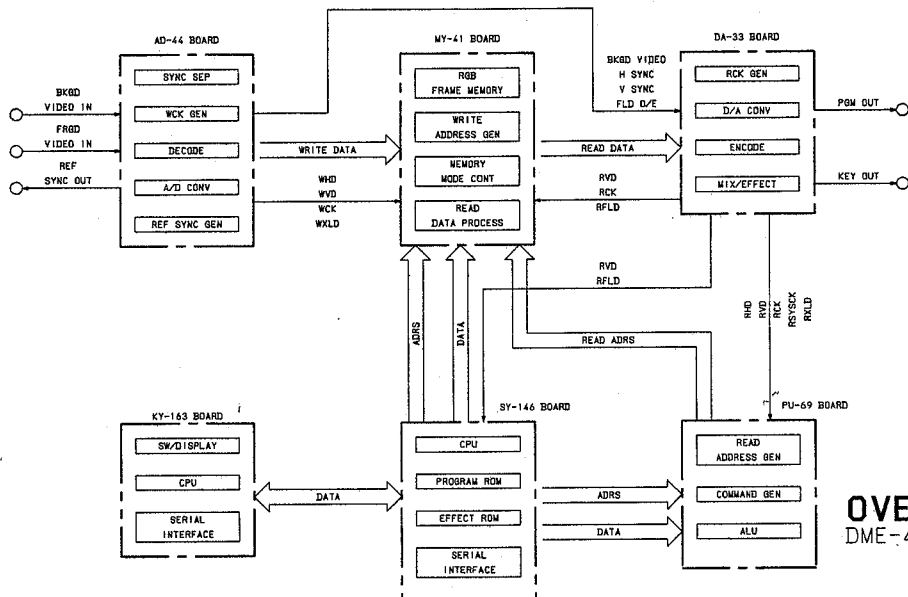 AD-44 BOARD
SYNC SEP
WCK GEN
DECODE
A/D CONV
REF SYNC GEN
BKGD
VIDEO IN
FRGD
VIDEO IN
REF
SYNC OUT
WRITE DATA
WHD
WVD
WCK
WXLD
MY-41 BOARD
RGB
FRAME MEMORY
WRITE
ADDRESS GEN
MEMORY
MODE CONT
READ
DATA PROCESS
BKGD VIDEO
H SYNC
V SYNC
FLD O/E
READ DATA
RVD
RCK
RFLD
DA-33 BOARD
RCK GEN
D/A CONV
ENCODE
MIX/EFFECT
PGM OUT
KEY OUT
RVD
RFLD
RHD
RVD
RCK
RSYSCK
RXLD
ADRS
DATA
READ ADRS
KY-163 BOARD
SW/DISPLAY
CPU
SERIAL
INTERFACE
DATA
SY-146 BOARD
CPU
PROGRAM ROM
EFFECT ROM
SERIAL
INTERFACE
ADRS
DATA
PU-69 BOARD
READ
ADDRESS GEN
COMMAND GEN
ALU
OVE
DME-4